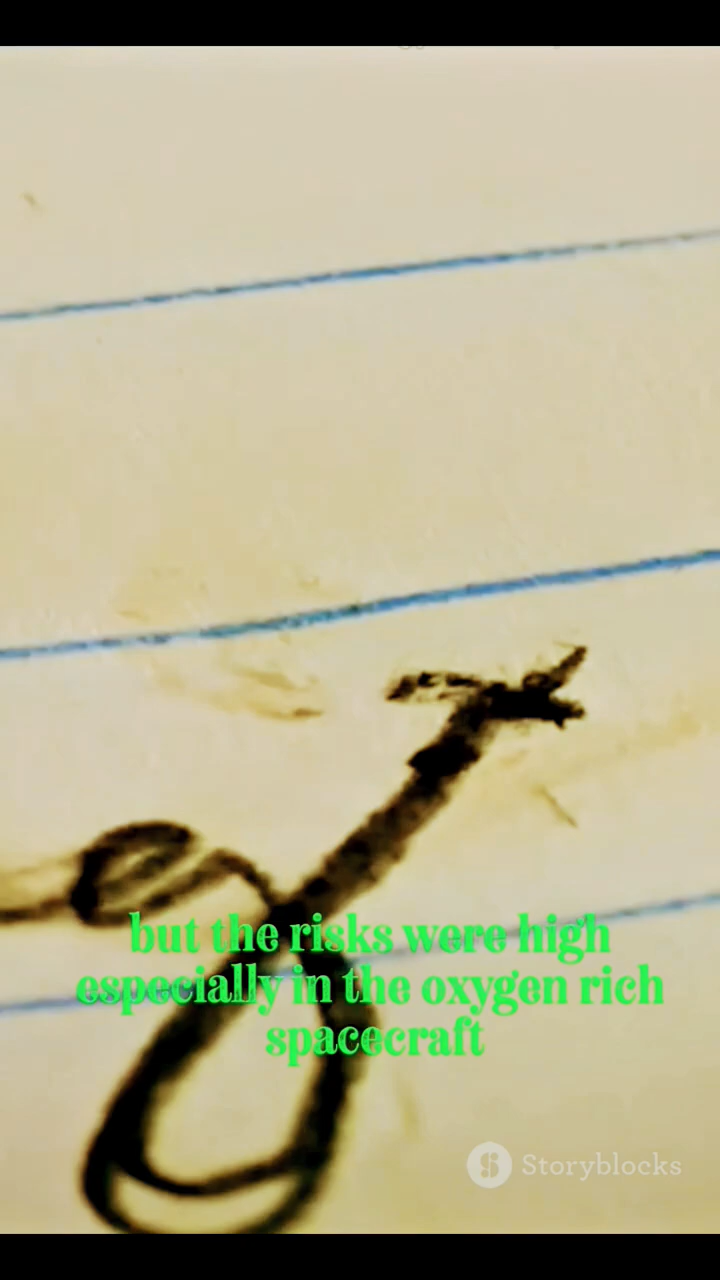 but the risks were high
especially in the oxygen rich
spacecraft
Storyblocks